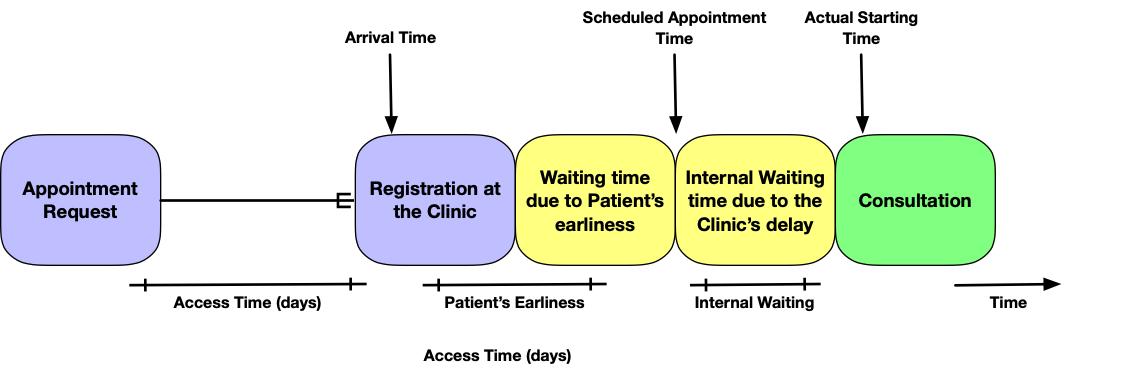 Scheduled Appointment
Time
Actual Starting
Time
Arrival Time
Appointment
Request
Registration at
the Clinic
Waiting time
due to Patient's
earliness
Internal Waiting
time due to the
Clinic's delay
Consultation
Access Time (days)
Patient's Earliness
Internal Waiting
Time
Access Time (days)